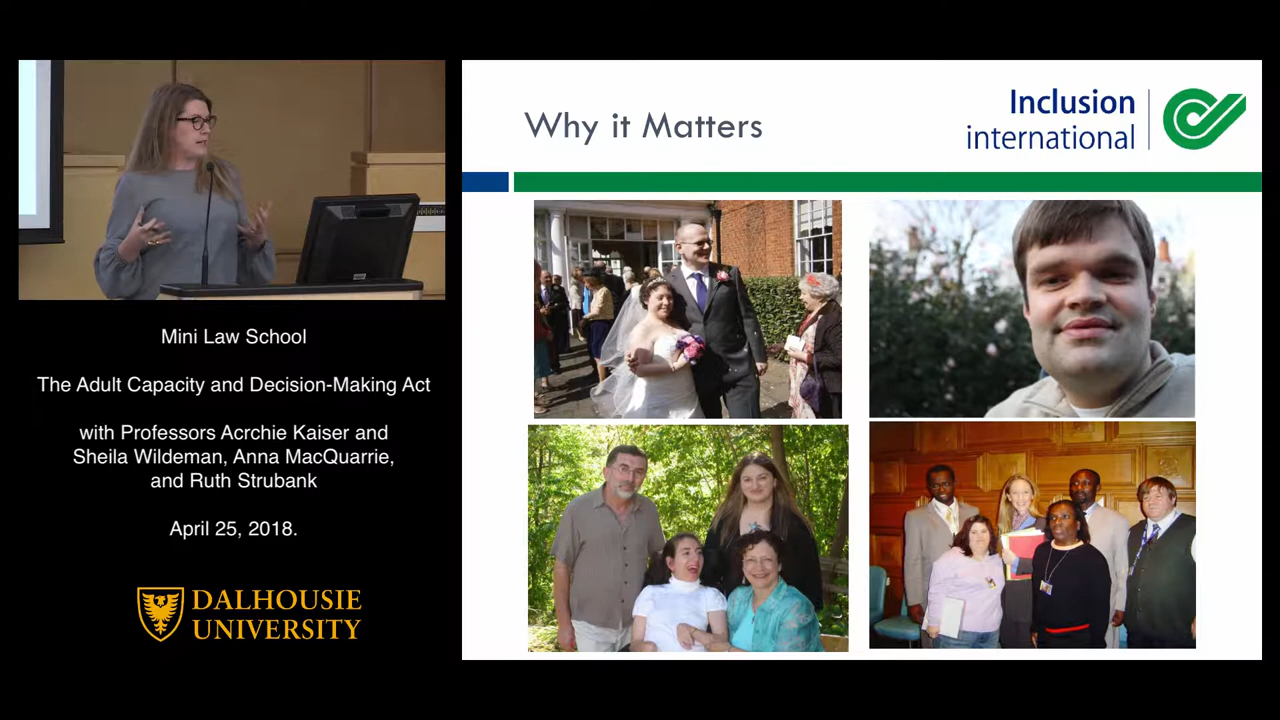 Mini Law School
The Adult Capacity and Decision-Making Act
with Professors Acrchie Kaiser and
Sheila Wildeman, Anna MacQuarrie,
and Ruth Strubank
April 25, 2018.
DALHOUSIE
UNIVERSITY
Why it Matters
Inclusion
international